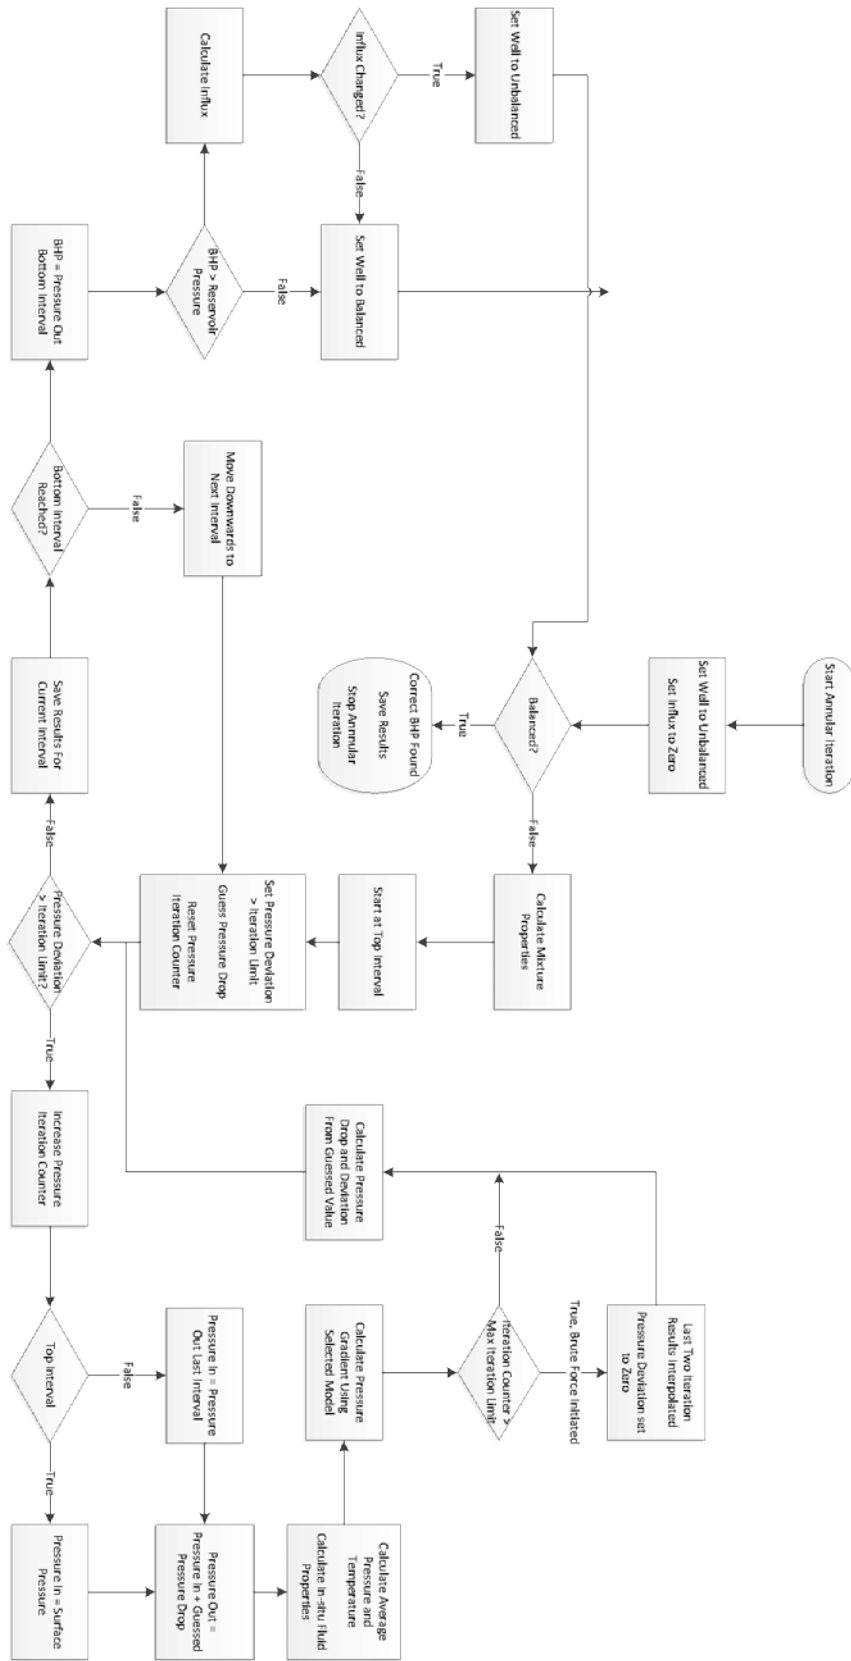 Start Annular Iteration
Set Well to Unbalanced
Set Influx to Zero
Balanced?
True
False
Correct BHP Found
Save Results
Stop Annnular
Iteration
Calculate Mixture
Properties
Start at Top Interval
Set Pressure Deviation
> Iteration Limit
Guess Pressure Drop
Reset Pressure
Iteration Counter
Pressure Deviation
> Iteration Limit?
True
False
Increase Pressure
Iteration Counter
Top Interval
False
True
Pressure In = Pressure
Out Last Interval
Pressure In = Surface
Pressure
Pressure Out =
Pressure In + Guessed
Pressure Drop
Calculate Average
Pressure and
Temperature
Calculate In-situ Fluid
Properties
Calculate Pressure
Gradient Using
Selected Model
Iteration Counter >
Max Iteration Limit
False
True, Brute Force Initiated
Last Two Iteration
Results Interpolated
Pressure Deviation set
to Zero
Calculate Pressure
Drop and Deviation
From Guessed Value
Save Results For
Current Interval
Bottom Interval
Reached?
False
Move Downwards to
Next Interval
BHP = Pressure Out
Bottom Interval
BHP > Reservoir
Pressure
False
Calculate Influx
Influx Changed?
True
False
Set Well to Unbalanced
Set Well to Balanced